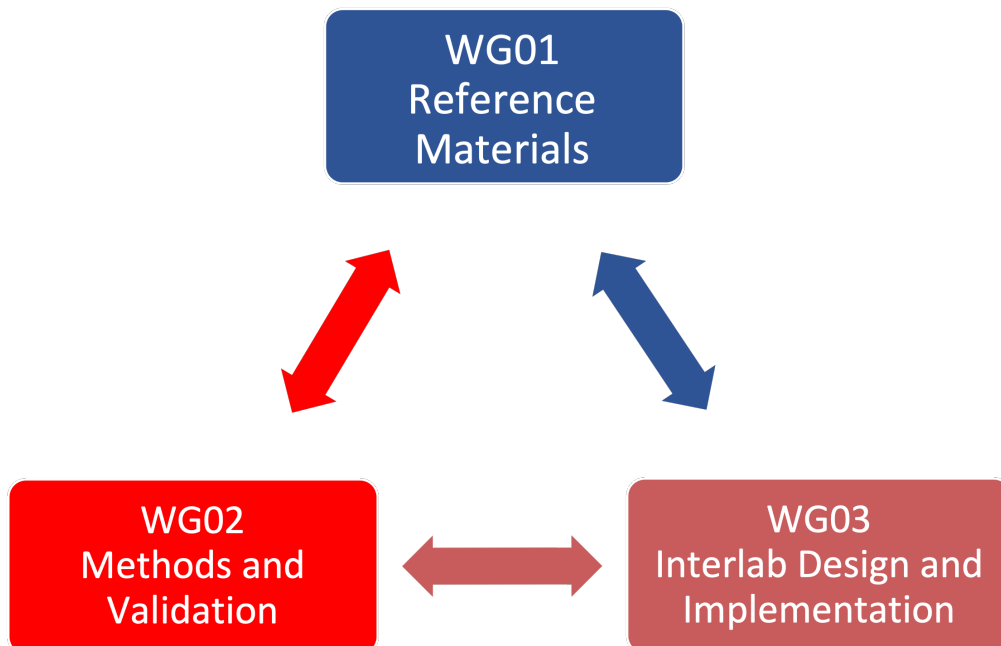 WG01
Reference
Materials
WG02
Methods and
Validation
WG03
Interlab Design and
Implementation